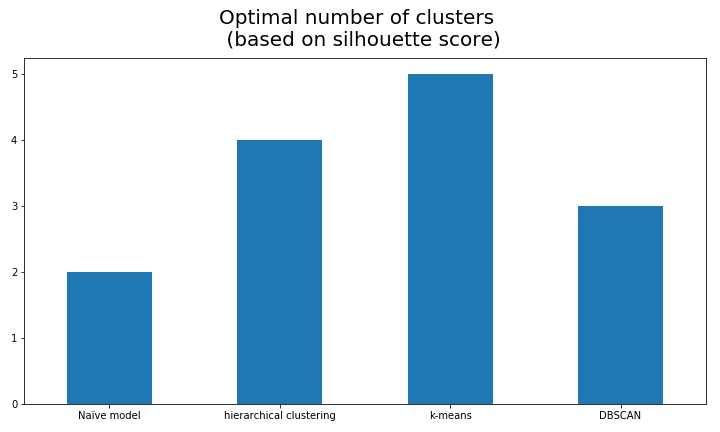 Optimal number of clusters
(based on silhouette score)
5
4
3
2
1
0
Naïve model
hierarchical clustering
k-means
DBSCAN